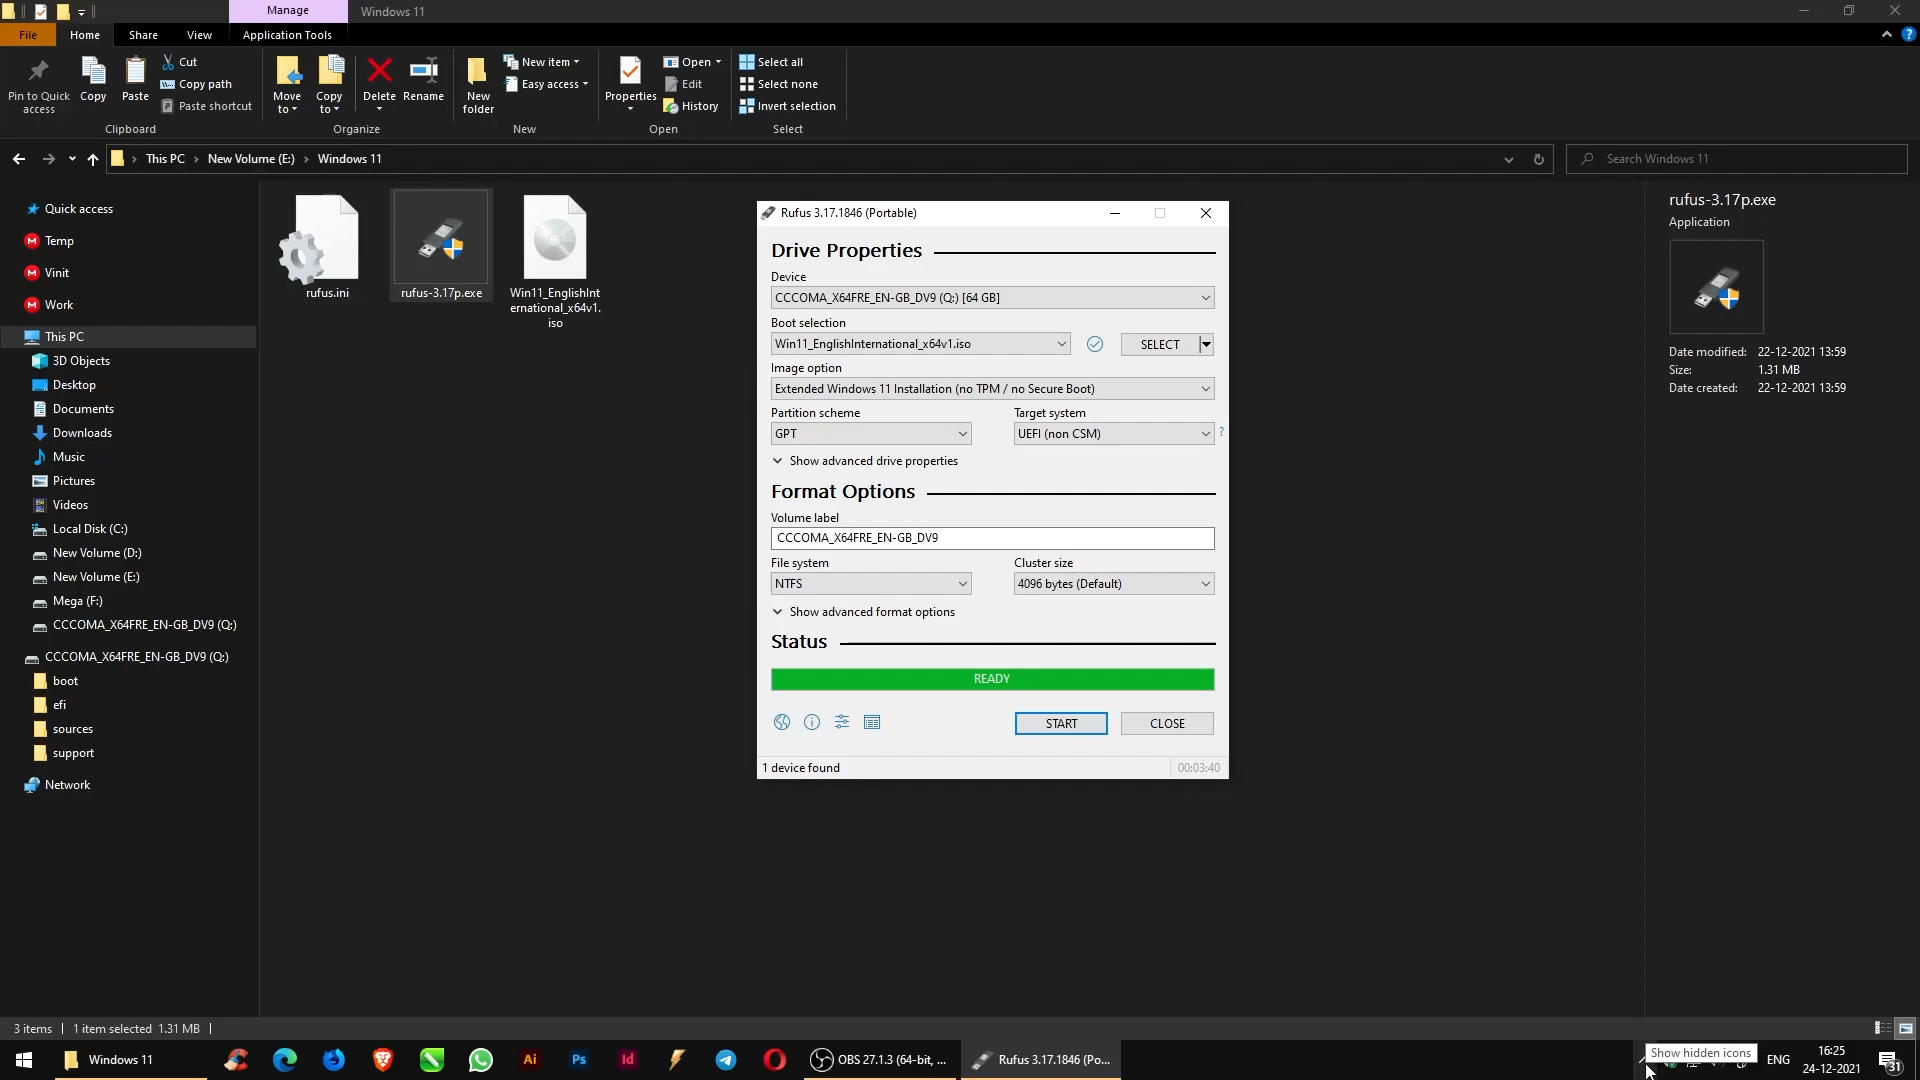 Manage
Windows 11
File
Home
Share
View
Application Tools
Pin to Quick access
Copy
Paste
Cut
Copy path
Paste shortcut
Clipboard
Move to
Copy to
Delete
Rename
Organize
New folder
New item
Easy access
New
Properties
Open
Edit
History
Open
Select all
Select none
Invert selection
Select
This PC
New Volume (E:)
Windows 11
Search Windows 11
Quick access
Temp
Vinit
Work
This PC
3D Objects
Desktop
Documents
Downloads
Music
Pictures
Videos
Local Disk (C:)
New Volume (D:)
New Volume (E:)
Mega (F:)
CCCOMA_X64FRE_EN-GB_DV9 (Q:)
CCCOMA_X64FRE_EN-GB_DV9 (Q:)
boot
efi
sources
support
Network
rufus.ini
rufus-3.17p.exe
Win11_EnglishInt
ernational_x64v1.
iso
Rufus 3.17.1846 (Portable)
Drive Properties
Device
CCCOMA_X64FRE_EN-GB_DV9 (Q:) [64 GB]
Boot selection
Win11_EnglishInternational_x64v1.iso
SELECT
Image option
Extended Windows 11 Installation (no TPM / no Secure Boot)
Partition scheme
Target system
GPT
UEFI (non CSM)
?
Show advanced drive properties
Format Options
Volume label
CCCOMA_X64FRE_EN-GB_DV9
File system
Cluster size
NTFS
4096 bytes (Default)
Show advanced format options
Status
READY
START
CLOSE
1 device found
00:03:40
rufus-3.17p.exe
Application
Date modified: 22-12-2021 13:59
Size: 1.31 MB
Date created: 22-12-2021 13:59
3 items
1 item selected 1.31 MB
Windows 11
Ai
Ps
Id
OBS 27.1.3 (64-bit, ...
Rufus 3.17.1846 (Po...
Show hidden icons
ENG
16:25
24-12-2021
31